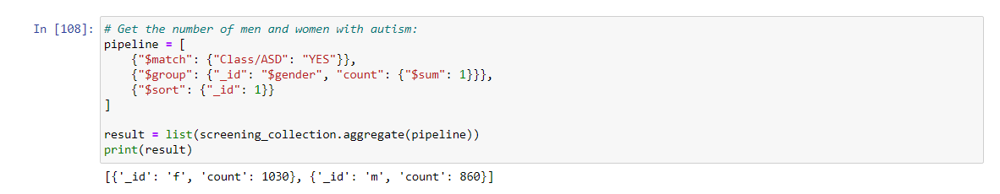 In [108]: # Get the number of men and women with autism:
pipeline = [
    {"$match": {"Class/ASD": "YES"}},
    {"$group": {"_id": "$gender", "count": {"$sum": 1}}},
    {"$sort": {"_id": 1}}
]

result = list(screening_collection.aggregate(pipeline))
print(result)
[{'_id': 'f', 'count': 1030}, {'_id': 'm', 'count': 860}]